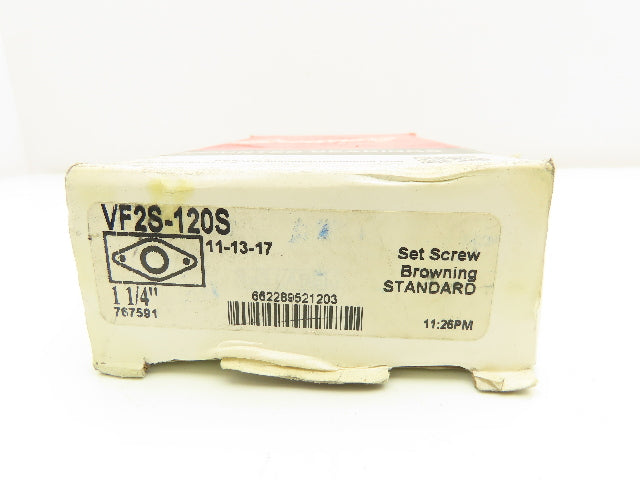 VF2S-120S
11-13-17
1 1/4"
767591
662289521203
Set Screw
Browning
STANDARD
11:26PM